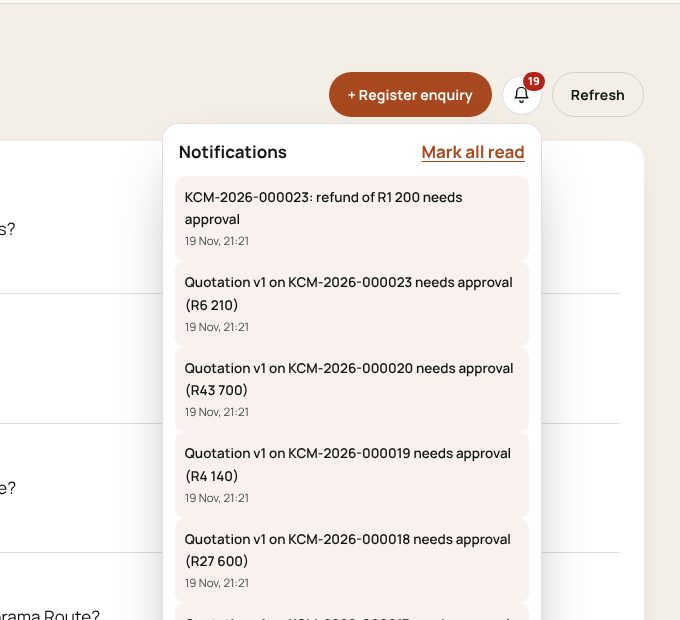 + Register enquiry
19
Refresh
Notifications
Mark all read
s?
KCM-2026-000023: refund of R1 200 needs
approval
19 Nov, 21:21
Quotation v1 on KCM-2026-000023 needs approval
(R6 210)
19 Nov, 21:21
Quotation v1 on KCM-2026-000020 needs approval
(R43 700)
19 Nov, 21:21
Quotation v1 on KCM-2026-000019 needs approval
(R4 140)
19 Nov, 21:21
e?
Quotation v1 on KCM-2026-000018 needs approval
(R27 600)
19 Nov, 21:21
rama Route?